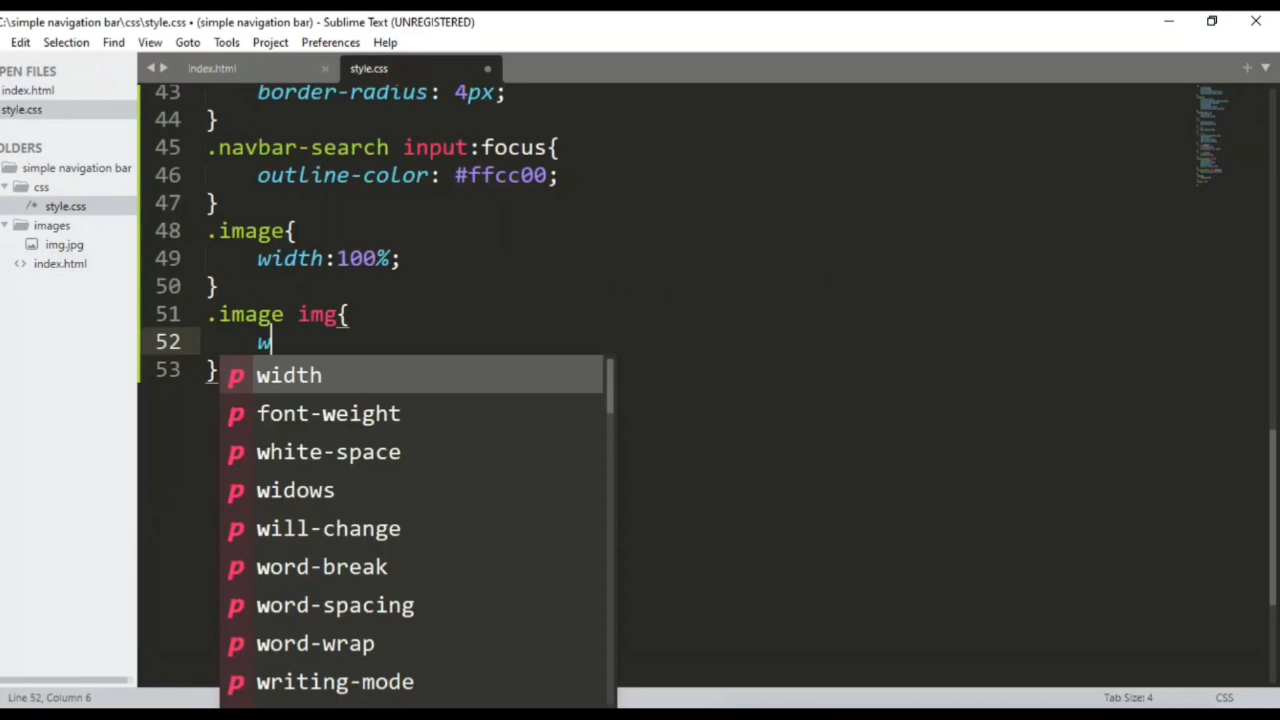 C:\simple navigation bar\css\style.css • (simple navigation bar) - Sublime Text (UNREGISTERED)
Edit Selection Find View Goto Tools Project Preferences Help
PEN FILES
index.html
style.css
OLDERS
simple navigation bar
css
/* style.css
images
img.jpg
<> index.html
index.html ×
style.css •
43 border-radius: 4px;
44 }
45 .navbar-search input:focus{
46 outline-color: #ffcc00;
47 }
48 .image{
49 width:100%;
50 }
51 .image img{
52 w
53 }
p width
p font-weight
p white-space
p widows
p will-change
p word-break
p word-spacing
p word-wrap
p writing-mode
Line 52, Column 6
Tab Size: 4
CSS